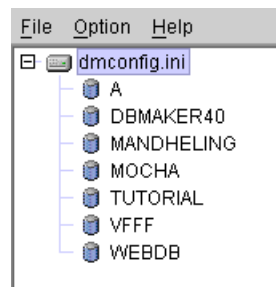 File Option Help
dmconfig.ini
A
DBMAKER40
MANDHELING
MOCHA
TUTORIAL
VFFF
WEBDB